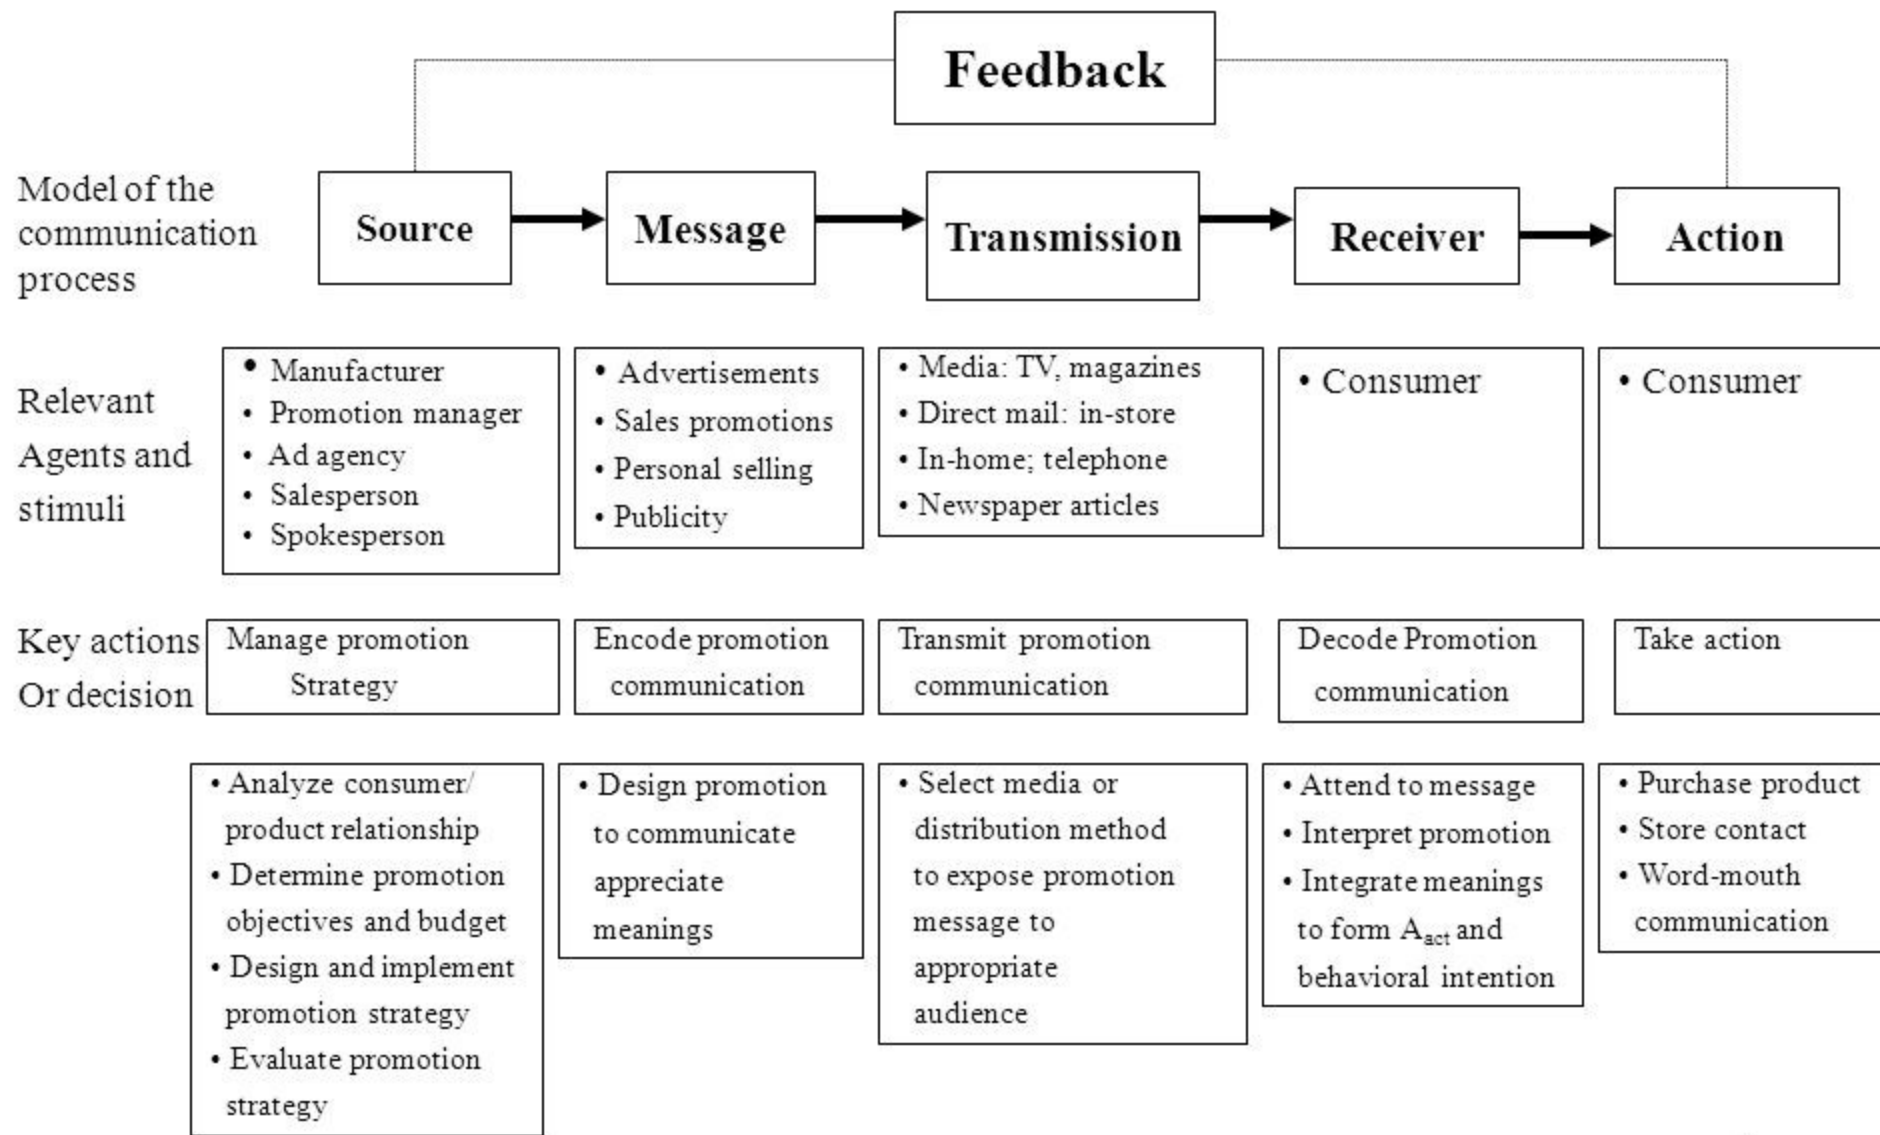 Feedback
Model of the
communication
process
Source
Message
Transmission
Receiver
Action
Relevant
Agents and
stimuli
• Manufacturer
• Promotion manager
• Ad agency
• Salesperson
• Spokesperson
• Advertisements
• Sales promotions
• Personal selling
• Publicity
• Media: TV, magazines
• Direct mail: in-store
• In-home; telephone
• Newspaper articles
• Consumer
• Consumer
Key actions
Or decision
Manage promotion
Strategy
Encode promotion
communication
Transmit promotion
communication
Decode Promotion
communication
Take action
• Analyze consumer/
product relationship
• Determine promotion
objectives and budget
• Design and implement
promotion strategy
• Evaluate promotion
strategy
• Design promotion
to communicate
appreciate
meanings
• Select media or
distribution method
to expose promotion
message to
appropriate
audience
• Attend to message
• Interpret promotion
• Integrate meanings
to form Aact and
behavioral intention
• Purchase product
• Store contact
• Word-mouth
communication